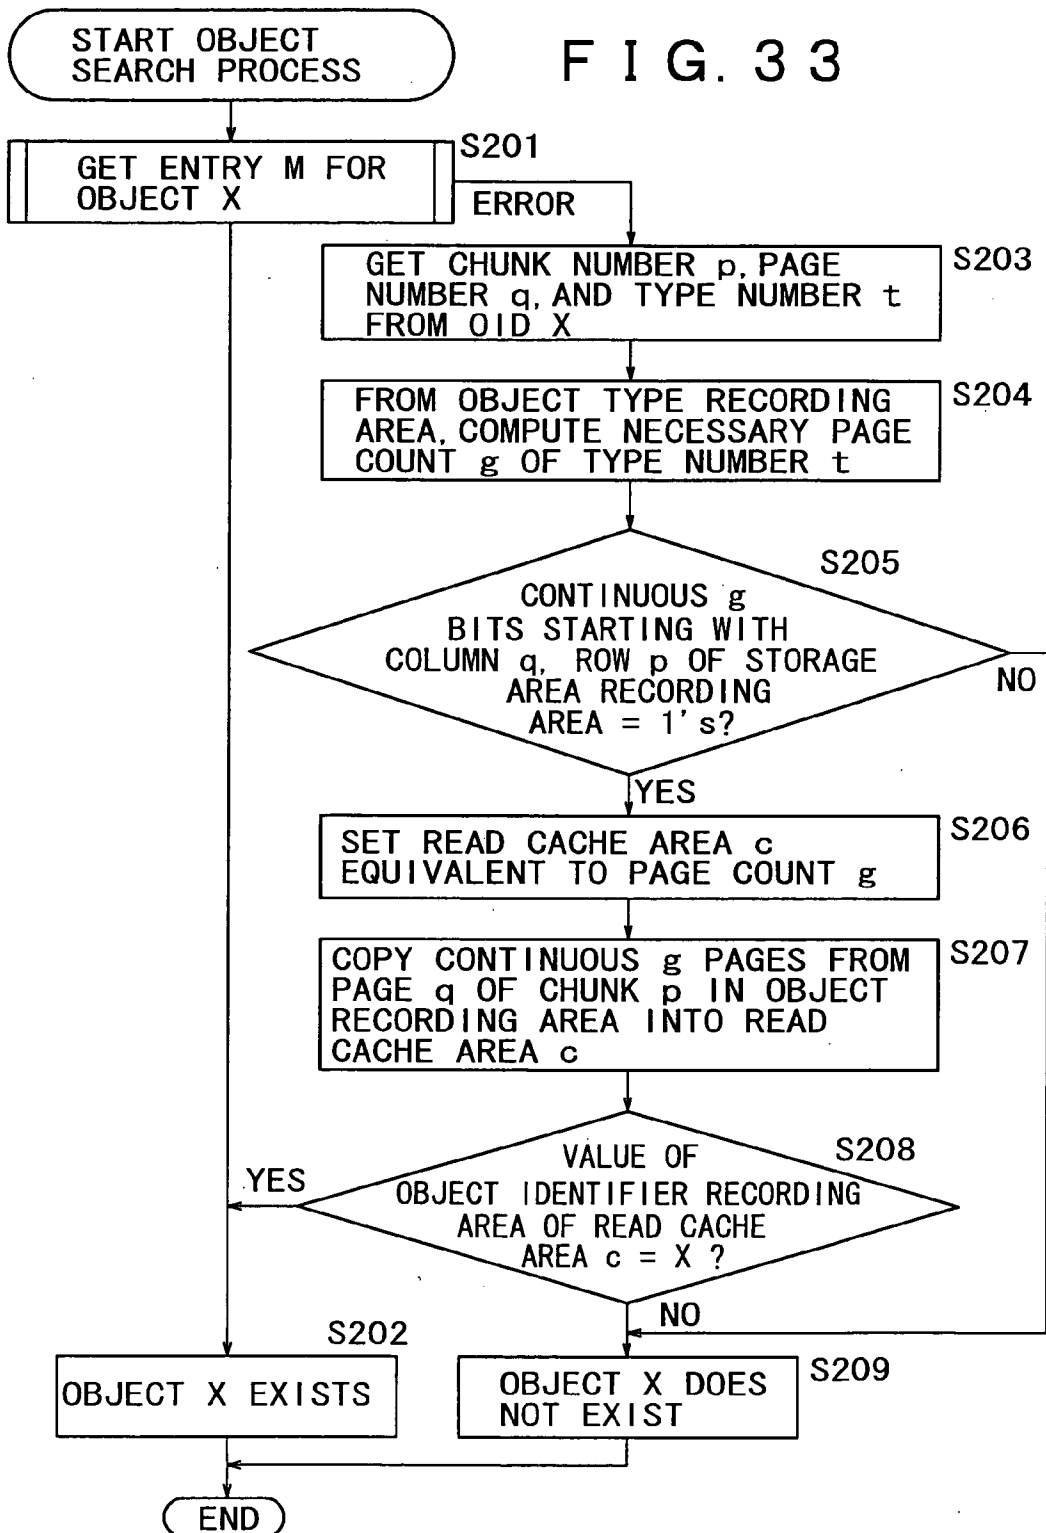 START OBJECT
SEARCH PROCESS
FIG. 33
S201
GET ENTRY M FOR
OBJECT X
ERROR
S203
GET CHUNK NUMBER p, PAGE
NUMBER q, AND TYPE NUMBER t
FROM OID X
S204
FROM OBJECT TYPE RECORDING
AREA, COMPUTE NECESSARY PAGE
COUNT g OF TYPE NUMBER t
S205
CONTINUOUS g
BITS STARTING WITH
COLUMN q, ROW p OF STORAGE
AREA RECORDING
AREA = 1's?
NO
YES
S206
SET READ CACHE AREA c
EQUIVALENT TO PAGE COUNT g
S207
COPY CONTINUOUS g PAGES FROM
PAGE q OF CHUNK p IN OBJECT
RECORDING AREA INTO READ
CACHE AREA c
S208
VALUE OF
OBJECT IDENTIFIER RECORDING
AREA OF READ CACHE
AREA c = X ?
YES
NO
S202
OBJECT X EXISTS
S209
OBJECT X DOES
NOT EXIST
END